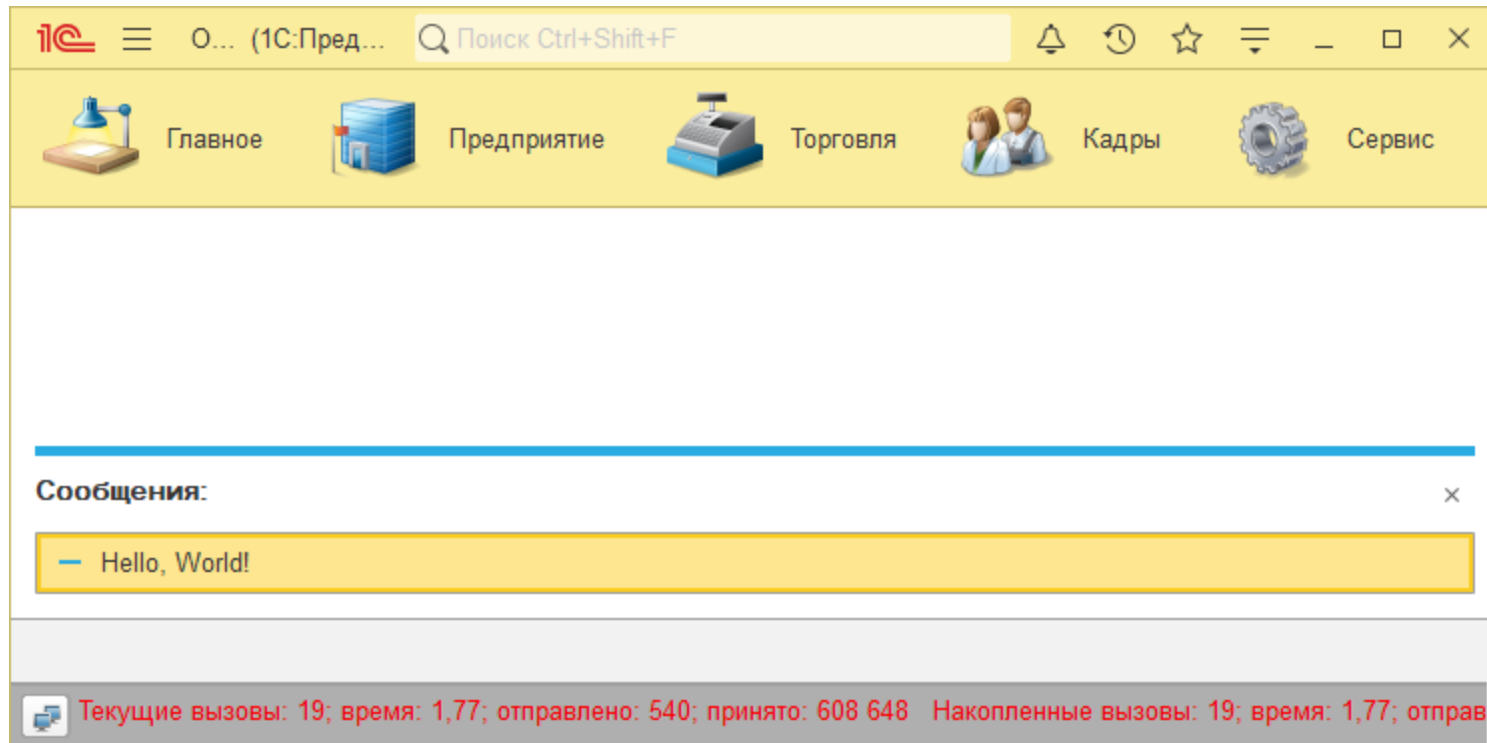 1С О... (1С:Пред... Поиск Ctrl+Shift+F
Главное Предприятие Торговля Кадры Сервис
Сообщения:
Hello, World!
Текущие вызовы: 19; время: 1,77; отправлено: 540; принято: 608 648 Накопленные вызовы: 19; время: 1,77; отправ